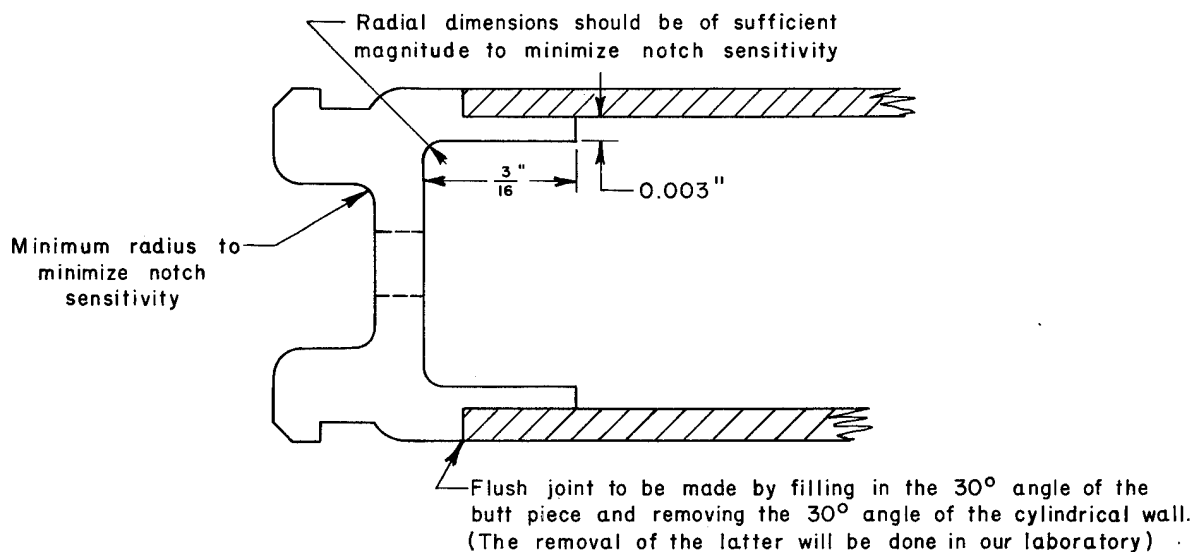 Radial dimensions should be of sufficient
magnitude to minimize notch sensitivity
3/16"
0.003"
Minimum radius to
minimize notch
sensitivity
Flush joint to be made by filling in the 30° angle of the
butt piece and removing the 30° angle of the cylindrical wall.
(The removal of the latter will be done in our laboratory)